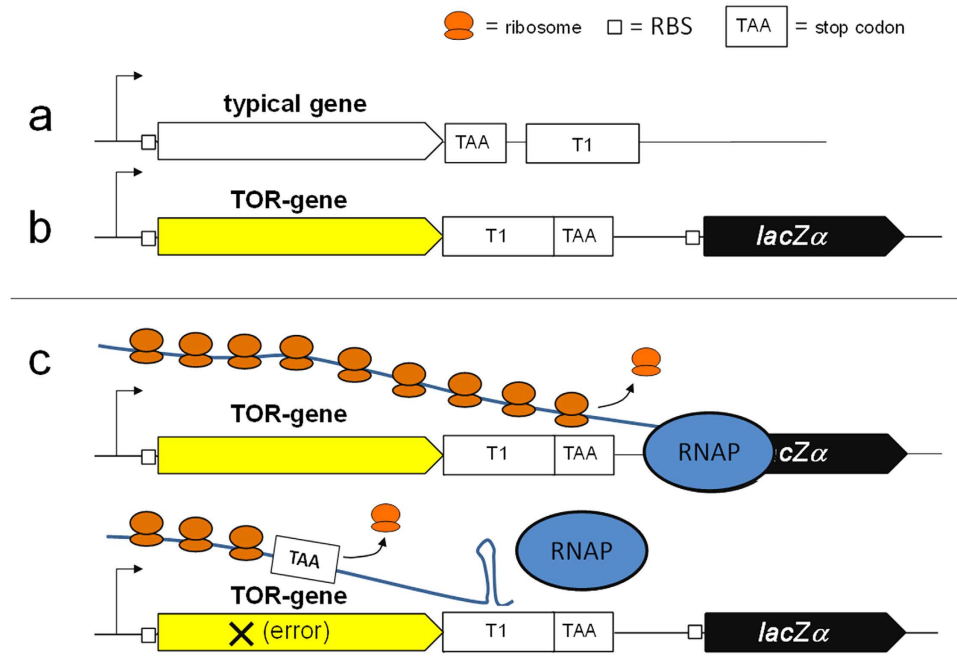 = ribosome = RBS TAA = stop codon
a
typical gene
TAA T1
b
TOR-gene
T1 TAA lacZα
c
TOR-gene
T1 TAA RNAP cZα
TAA RNAP
TOR-gene
(error) T1 TAA lacZα